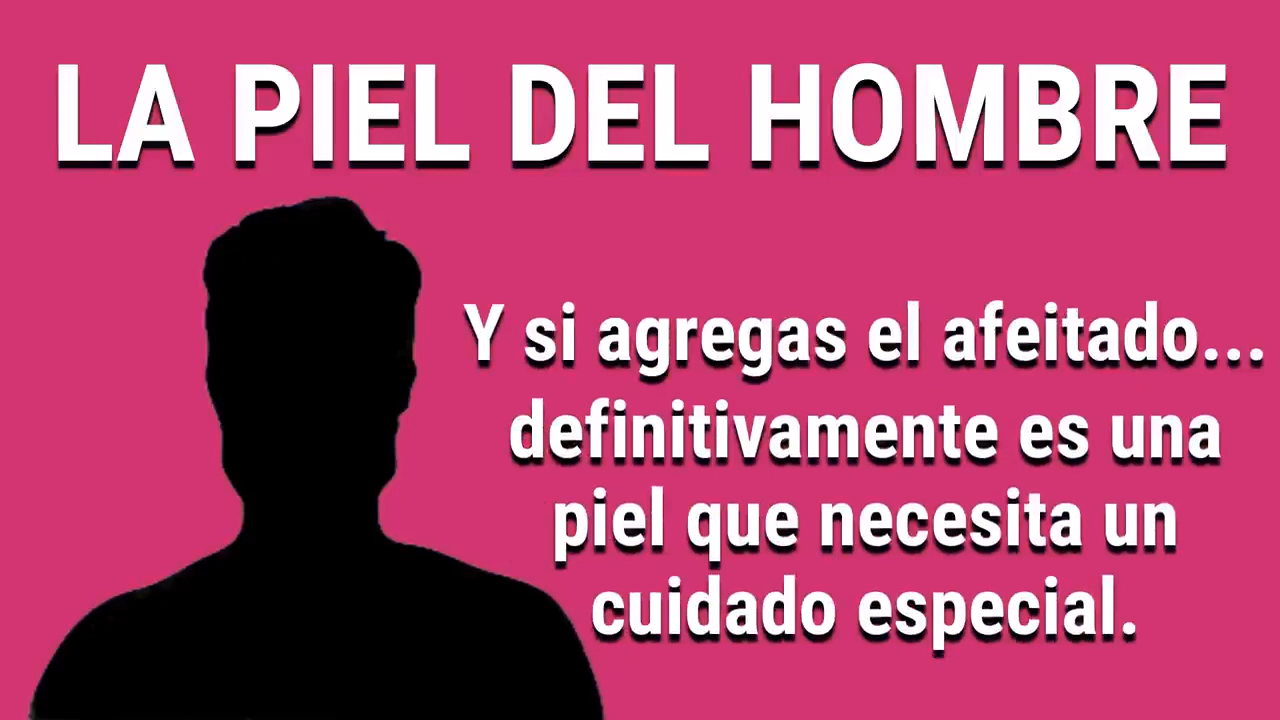 LA PIEL DEL HOMBRE
Y si agregas el afeitado...
definitivamente es una
piel que necesita un
cuidado especial.